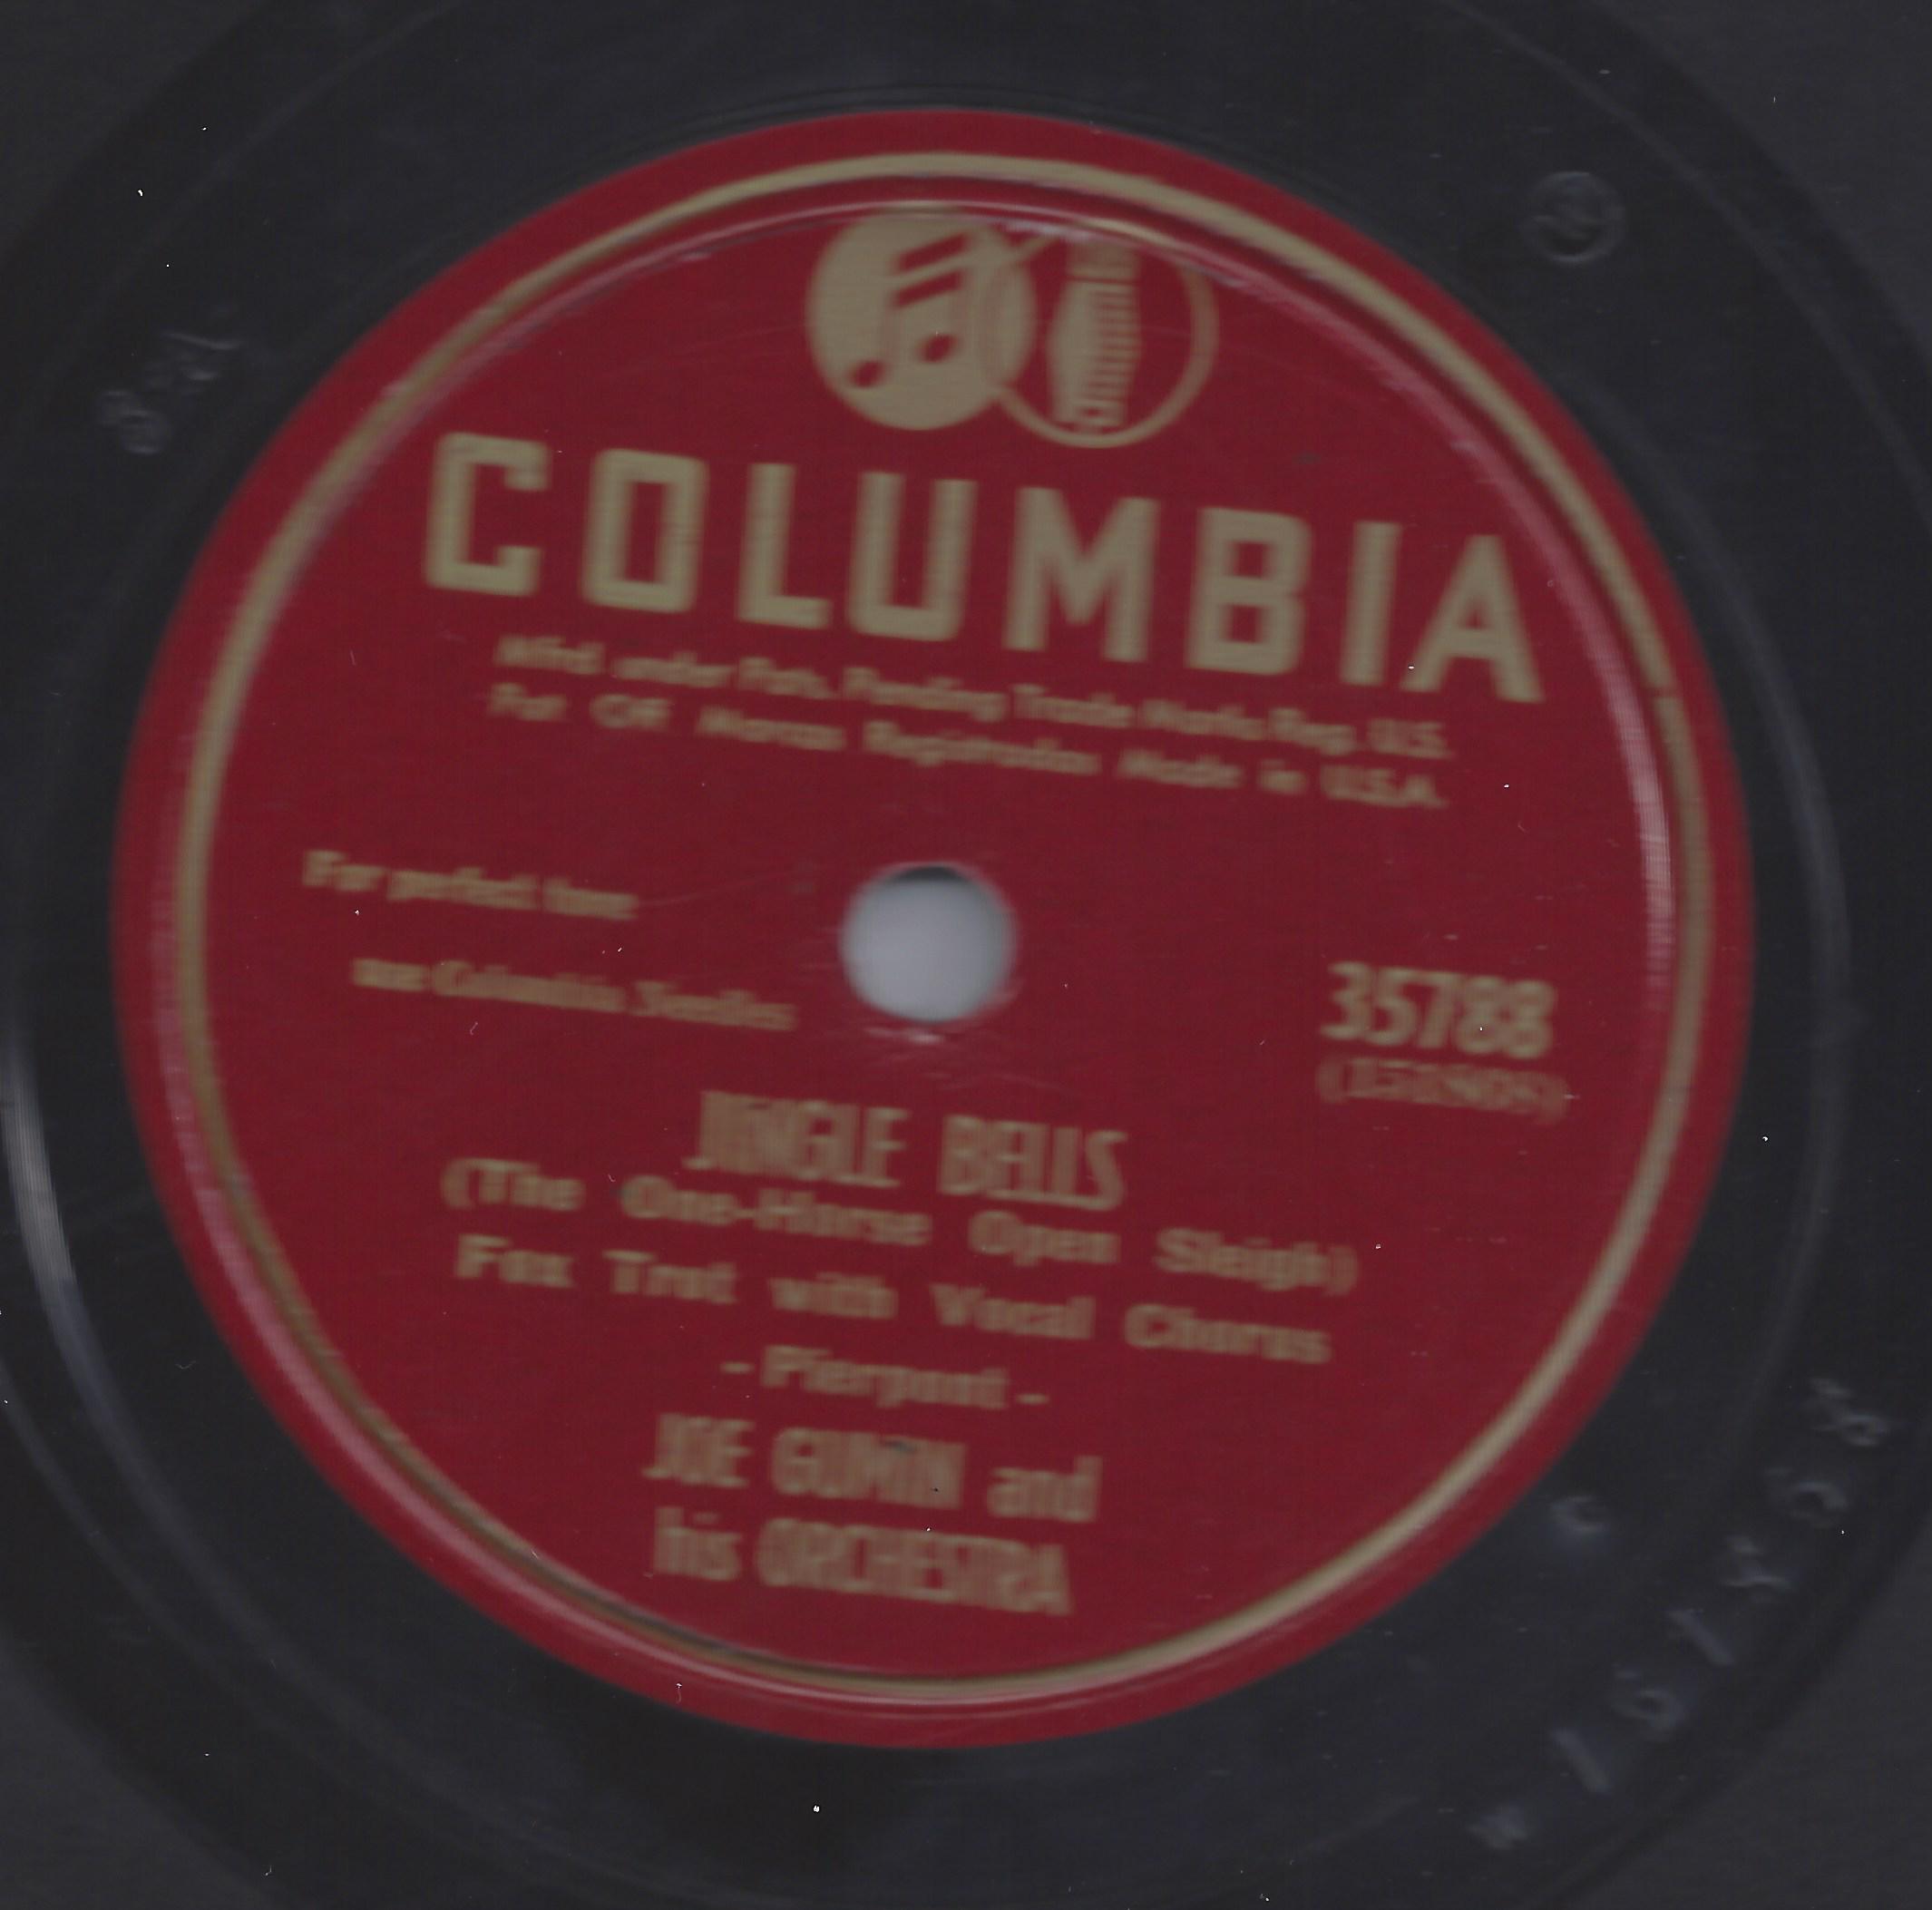 COLUMBIA
Mfrd. under Pats. Pending Trade Marks Reg. U.S.
Pat. Off. Marcas Registradas Made in U.S.A.
For perfect tone
use Columbia Needles
35788
JINGLE BELLS
(The One-Horse Open Sleigh)
Fox Trot with Vocal Chorus
- Pierpont -
JOE GUMIN and
his ORCHESTRA